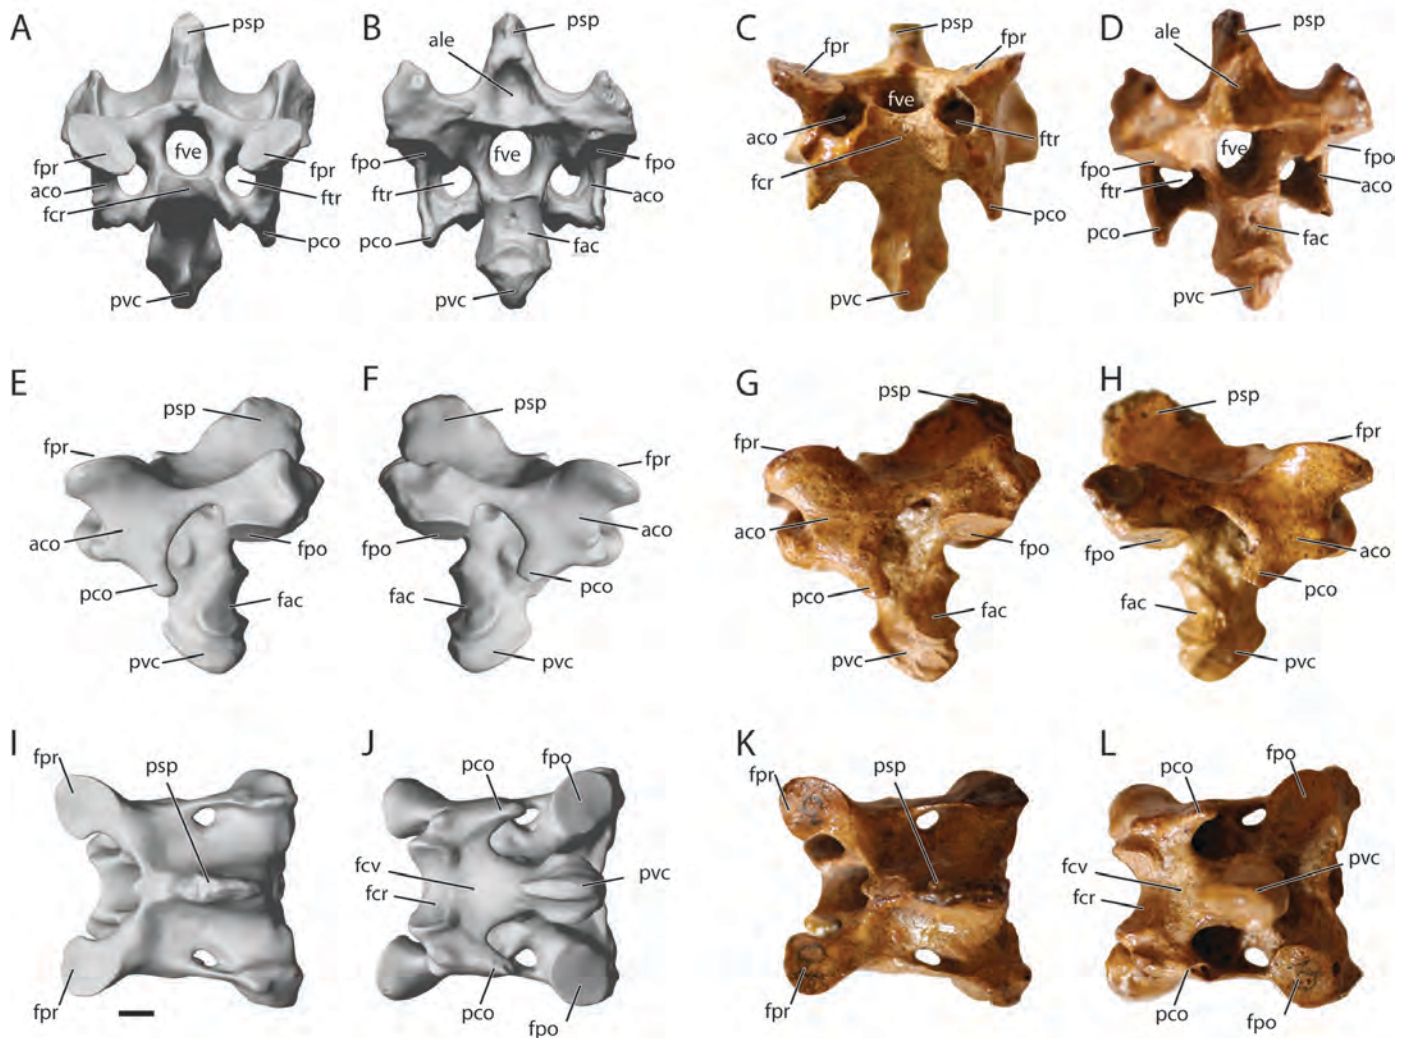 A
psp
fpr
aco
fcr
fve
fpr
ftr
pco
pvc
B
ale
psp
fve
fpo
ftr
pco
fpo
aco
fac
pvc
C
psp
fpr
fpr
fve
aco
fcr
ftr
pco
pvc
D
ale
psp
fve
fpo
ftr
pco
fpo
aco
fac
pvc
E
fpr
psp
aco
pco
fpo
fac
pvc
F
psp
fpr
aco
fpo
pco
fac
pvc
G
psp
fpr
aco
pco
fpo
fac
pvc
H
psp
fpr
fpo
aco
pco
fac
pvc
I
fpr
psp
fpr
J
pco
fpo
fcv
fcr
pvc
pco
fpo
K
fpr
psp
fpr
L
pco
fpo
fcv
fcr
pvc
pco
fpo